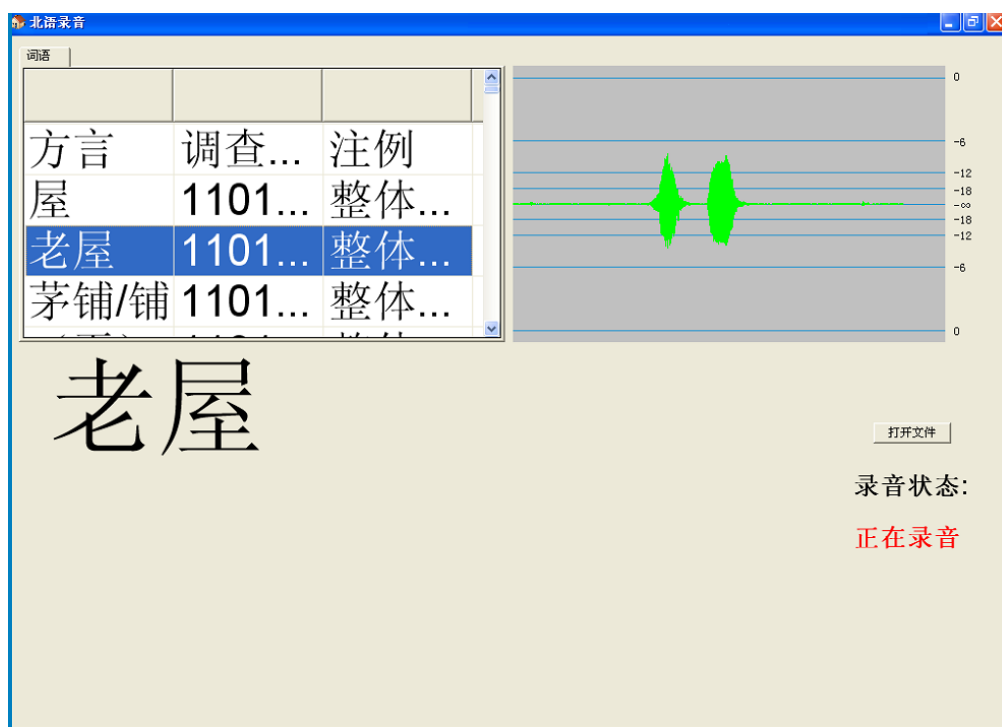 北语录音
词语
方言 调查... 注例
屋 1101... 整体...
老屋 1101... 整体...
茅铺/铺 1101... 整体...
0
-6
-12
-18
-∞
-18
-12
-6
0
老屋
打开文件
录音状态:
正在录音